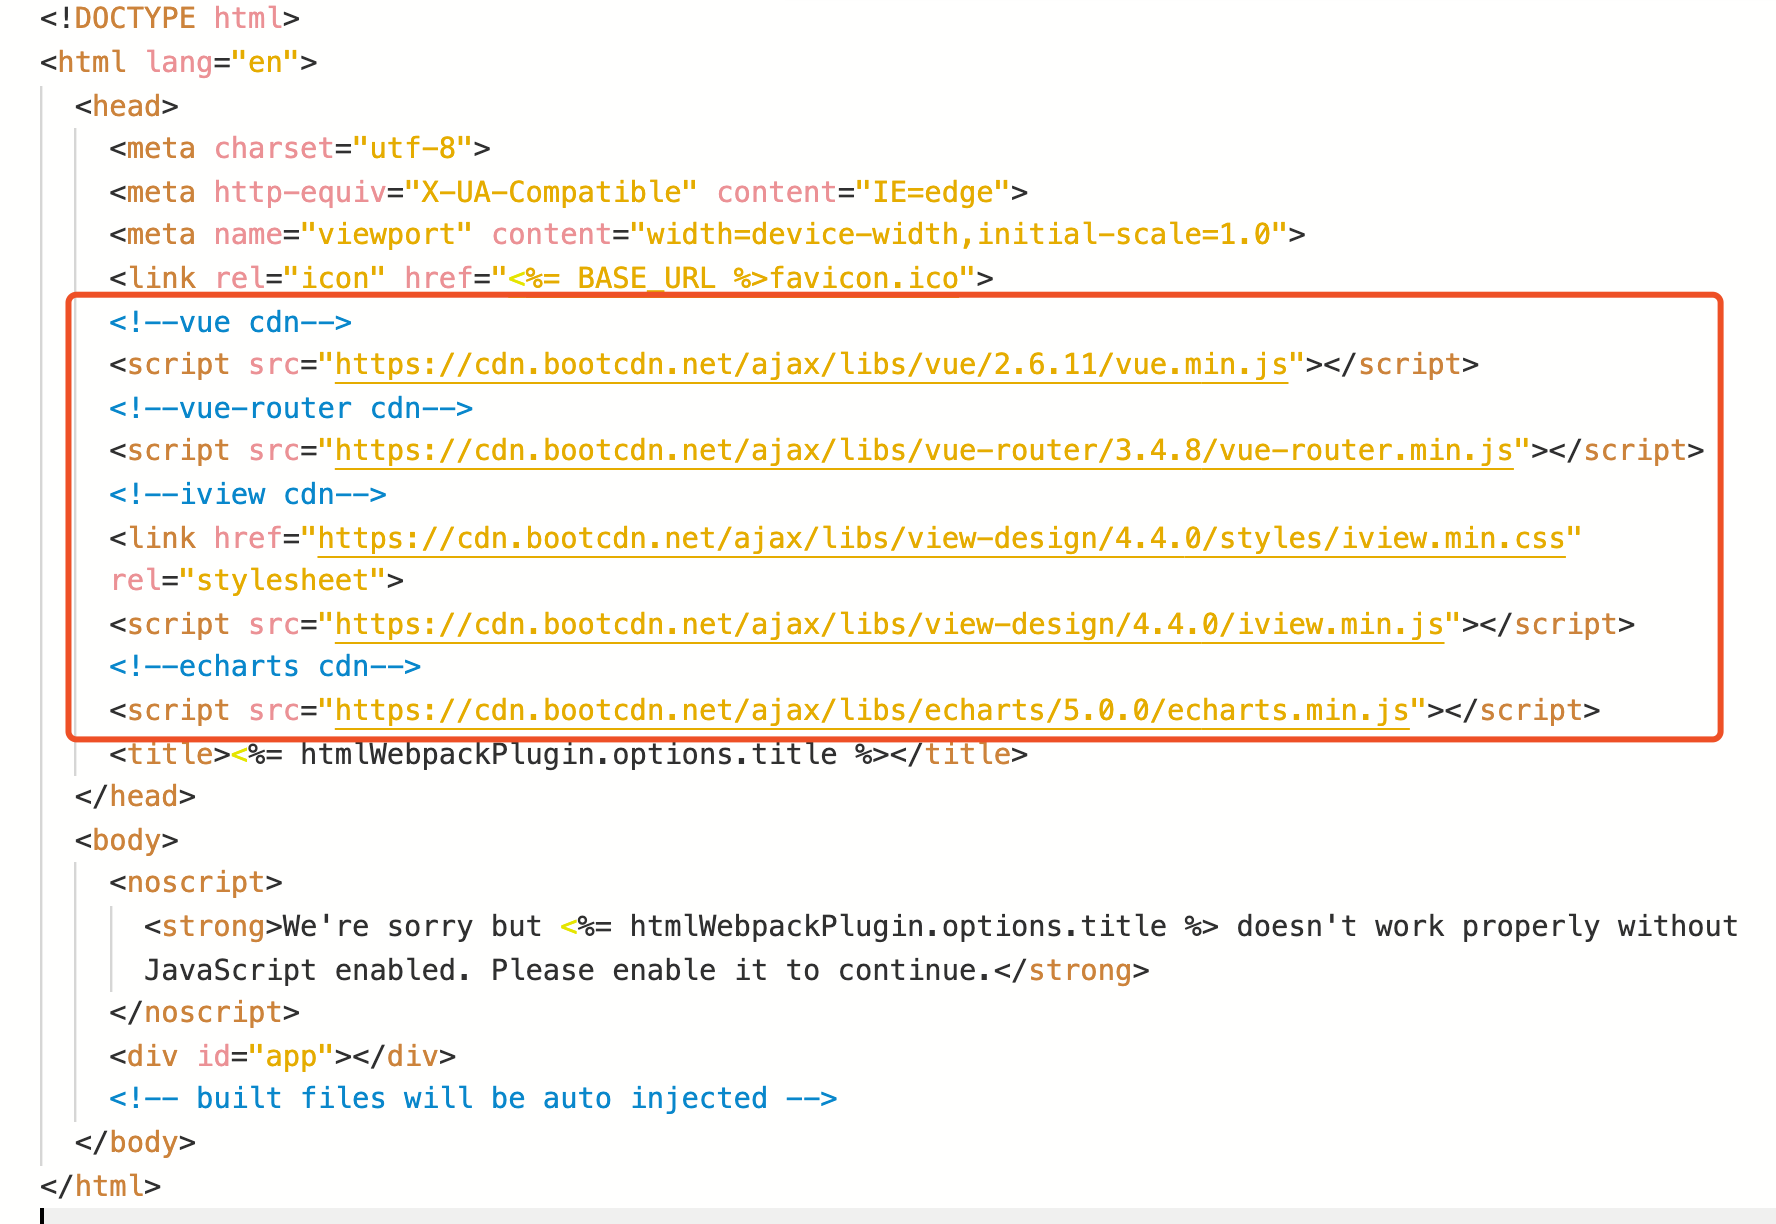 <!DOCTYPE html>
<html lang="en">
<head>
<meta charset="utf-8">
<meta http-equiv="X-UA-Compatible" content="IE=edge">
<meta name="viewport" content="width=device-width,initial-scale=1.0">
<link rel="icon" href="<%= BASE_URL %>favicon.ico">
<!--vue cdn-->
<script src="https://cdn.bootcdn.net/ajax/libs/vue/2.6.11/vue.min.js"></script>
<!--vue-router cdn-->
<script src="https://cdn.bootcdn.net/ajax/libs/vue-router/3.4.8/vue-router.min.js"></script>
<!--iview cdn-->
<link href="https://cdn.bootcdn.net/ajax/libs/view-design/4.4.0/styles/iview.min.css"
rel="stylesheet">
<script src="https://cdn.bootcdn.net/ajax/libs/view-design/4.4.0/iview.min.js"></script>
<!--echarts cdn-->
<script src="https://cdn.bootcdn.net/ajax/libs/echarts/5.0.0/echarts.min.js"></script>
<title><%= htmlWebpackPlugin.options.title %></title>
</head>
<body>
<noscript>
<strong>We're sorry but <%= htmlWebpackPlugin.options.title %> doesn't work properly without
JavaScript enabled. Please enable it to continue.</strong>
</noscript>
<div id="app"></div>
<!-- built files will be auto injected -->
</body>
</html>